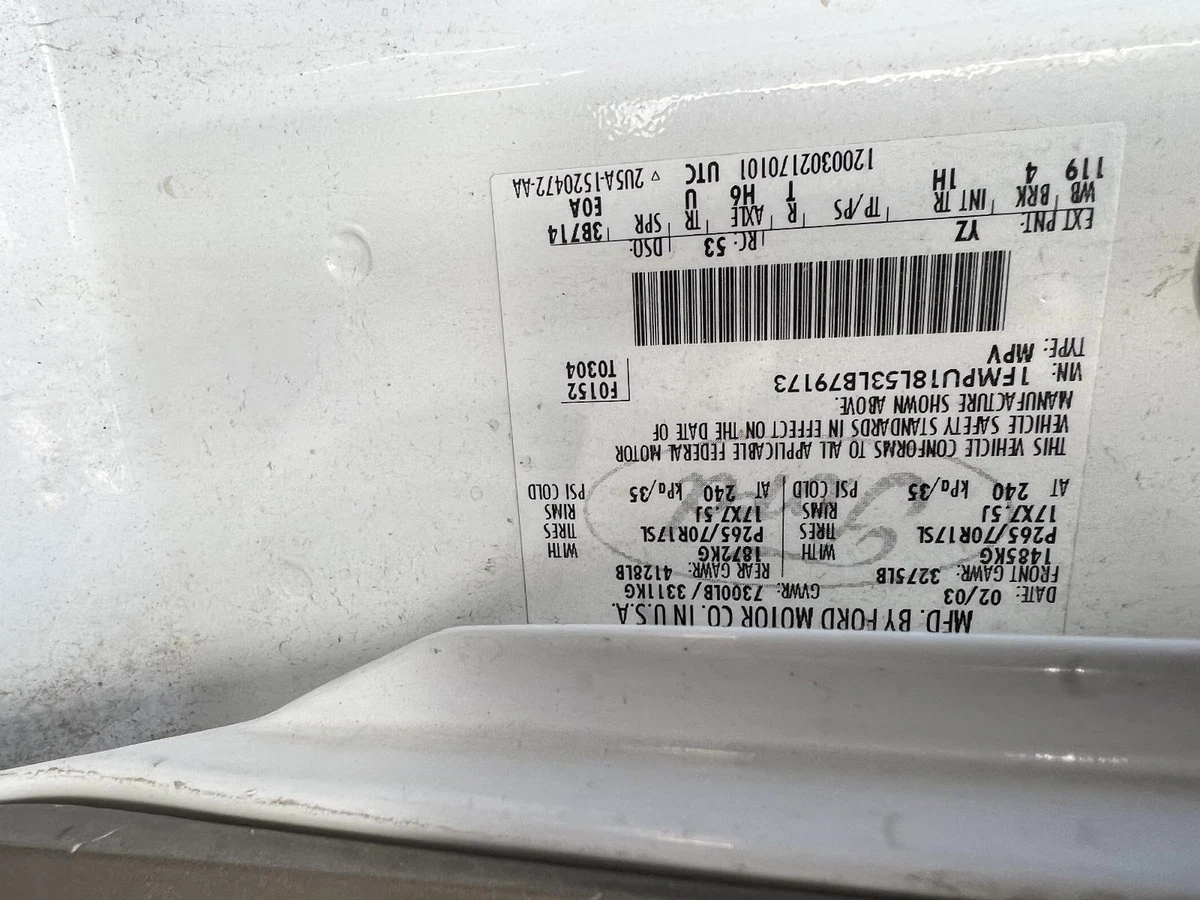 MFD. BY FORD MOTOR CO. IN U.S.A.
DATE: 02/03 GVWR: 7300LB / 3311KG
FRONT GAWR: 3275LB REAR GAWR: 4128LB
1485KG WITH 1872KG WITH
P265/70R17SL TIRES P265/70R17SL TIRES
17X7.5J RIMS 17X7.5J RIMS
AT 240 kPa/35 PSI COLD AT 240 kPa/35 PSI COLD
Ford
THIS VEHICLE CONFORMS TO ALL APPLICABLE FEDERAL MOTOR
VEHICLE SAFETY STANDARDS IN EFFECT ON THE DATE OF
MANUFACTURE SHOWN ABOVE.
VIN: 1FMPU18L53LB79173 F0152
TYPE: MPV T0304
EXT PNT: YZ RC: 53 DSO: 3B714
WB BRK INT TR TP/PS R AXLE TR SPR E0A
119 4 1H T H6 U
1200302170101 UTC ▽ 2U5A-1520472-AA